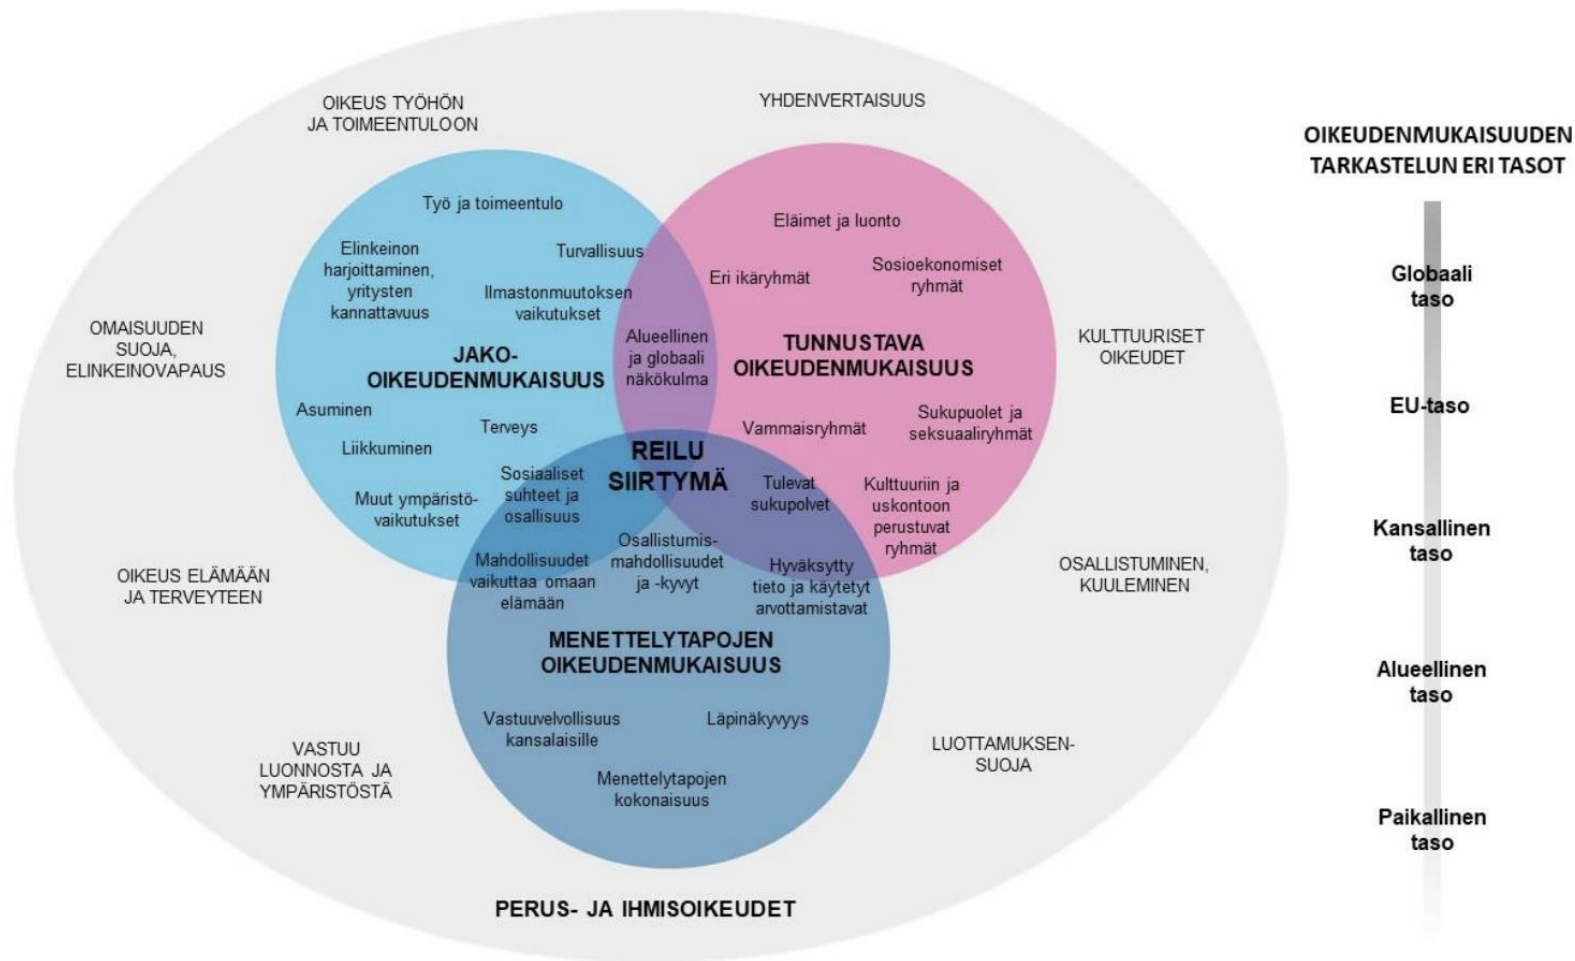 OIKEUS TYÖHÖN
JA TOIMEENTULOON
YHDENVERTAISUUS
OMAISUUDEN
SUOJA,
ELINKEINOVAPAUS
KULTTUURISET
OIKEUDET
OIKEUS ELÄMÄÄN
JA TERVEYTEEN
OSALLISTUMINEN,
KUULEMINEN
VASTUU
LUONNOSTA JA
YMPÄRISTÖSTÄ
LUOTTAMUKSEN-
SUOJA
PERUS- JA IHMISOIKEUDET
Työ ja toimeentulo
Elinkeinon
harjoittaminen,
yritysten
kannattavuus
Turvallisuus
Ilmastonmuutoksen
vaikutukset
JAKO-
OIKEUDENMUKAISUUS
Asuminen
Liikkuminen
Terveys
Muut ympäristö-
vaikutukset
Sosiaaliset
suhteet ja
osallisuus
Alueellinen
ja globaali
näkökulma
Eläimet ja luonto
Eri ikäryhmät
Sosioekonomiset
ryhmät
TUNNUSTAVA
OIKEUDENMUKAISUUS
Vammaisryhmät
Sukupuolet ja
seksuaaliryhmät
Kulttuuriin ja
uskontoon
perustuvat
ryhmät
REILU
SIIRTYMÄ
Tulevat
sukupolvet
Mahdollisuudet
vaikuttaa omaan
elämään
Osallistumis-
mahdollisuudet
ja -kyvyt
Hyväksytty
tieto ja käytetyt
arvottamistavat
MENETTELYTAPOJEN
OIKEUDENMUKAISUUS
Vastuuvelvollisuus
kansalaisille
Läpinäkyvyys
Menettelytapojen
kokonaisuus
OIKEUDENMUKAISUUDEN
TARKASTELUN ERI TASOT
Globaali
taso
EU-taso
Kansallinen
taso
Alueellinen
taso
Paikallinen
taso